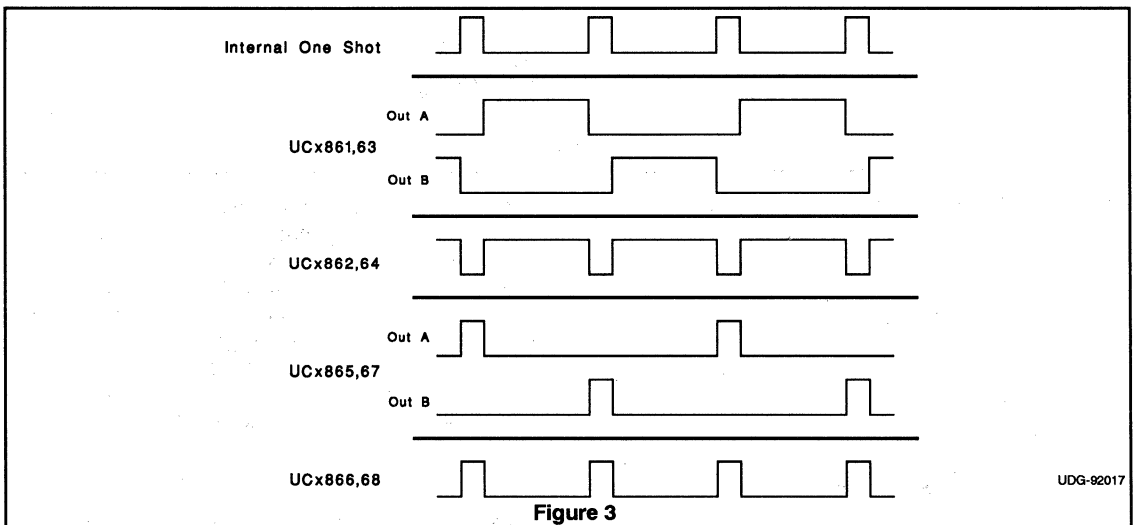 Internal One Shot
Out A
UCx861,63
Out B
UCx862,64
Out A
UCx865,67
Out B
UCx866,68
UDG-92017
Figure 3